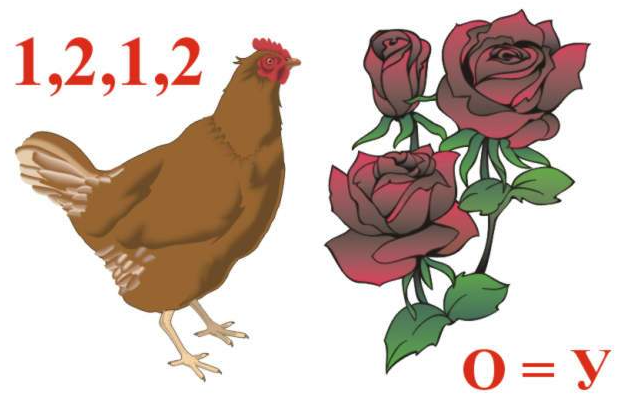 1,2,1,2
О = У